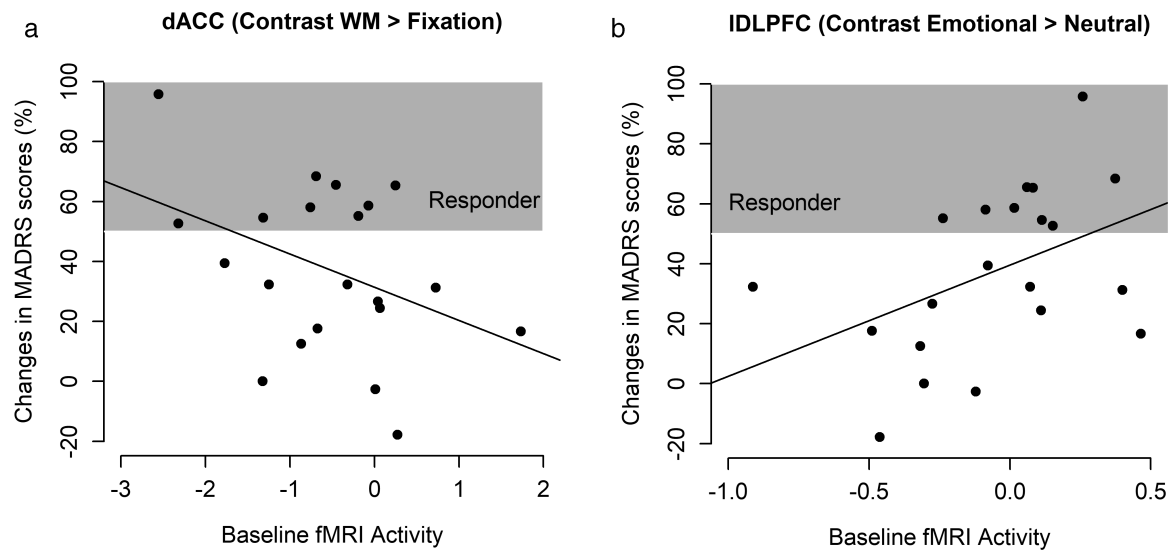 a
dACC (Contrast WM > Fixation)
Changes in MADRS scores (%)
100
80
60
40
20
0
-20
Responder
-3 -2 -1 0 1 2
Baseline fMRI Activity
b
lDLPFC (Contrast Emotional > Neutral)
Changes in MADRS scores (%)
100
80
60
40
20
0
-20
Responder
-1.0 -0.5 0.0 0.5
Baseline fMRI Activity